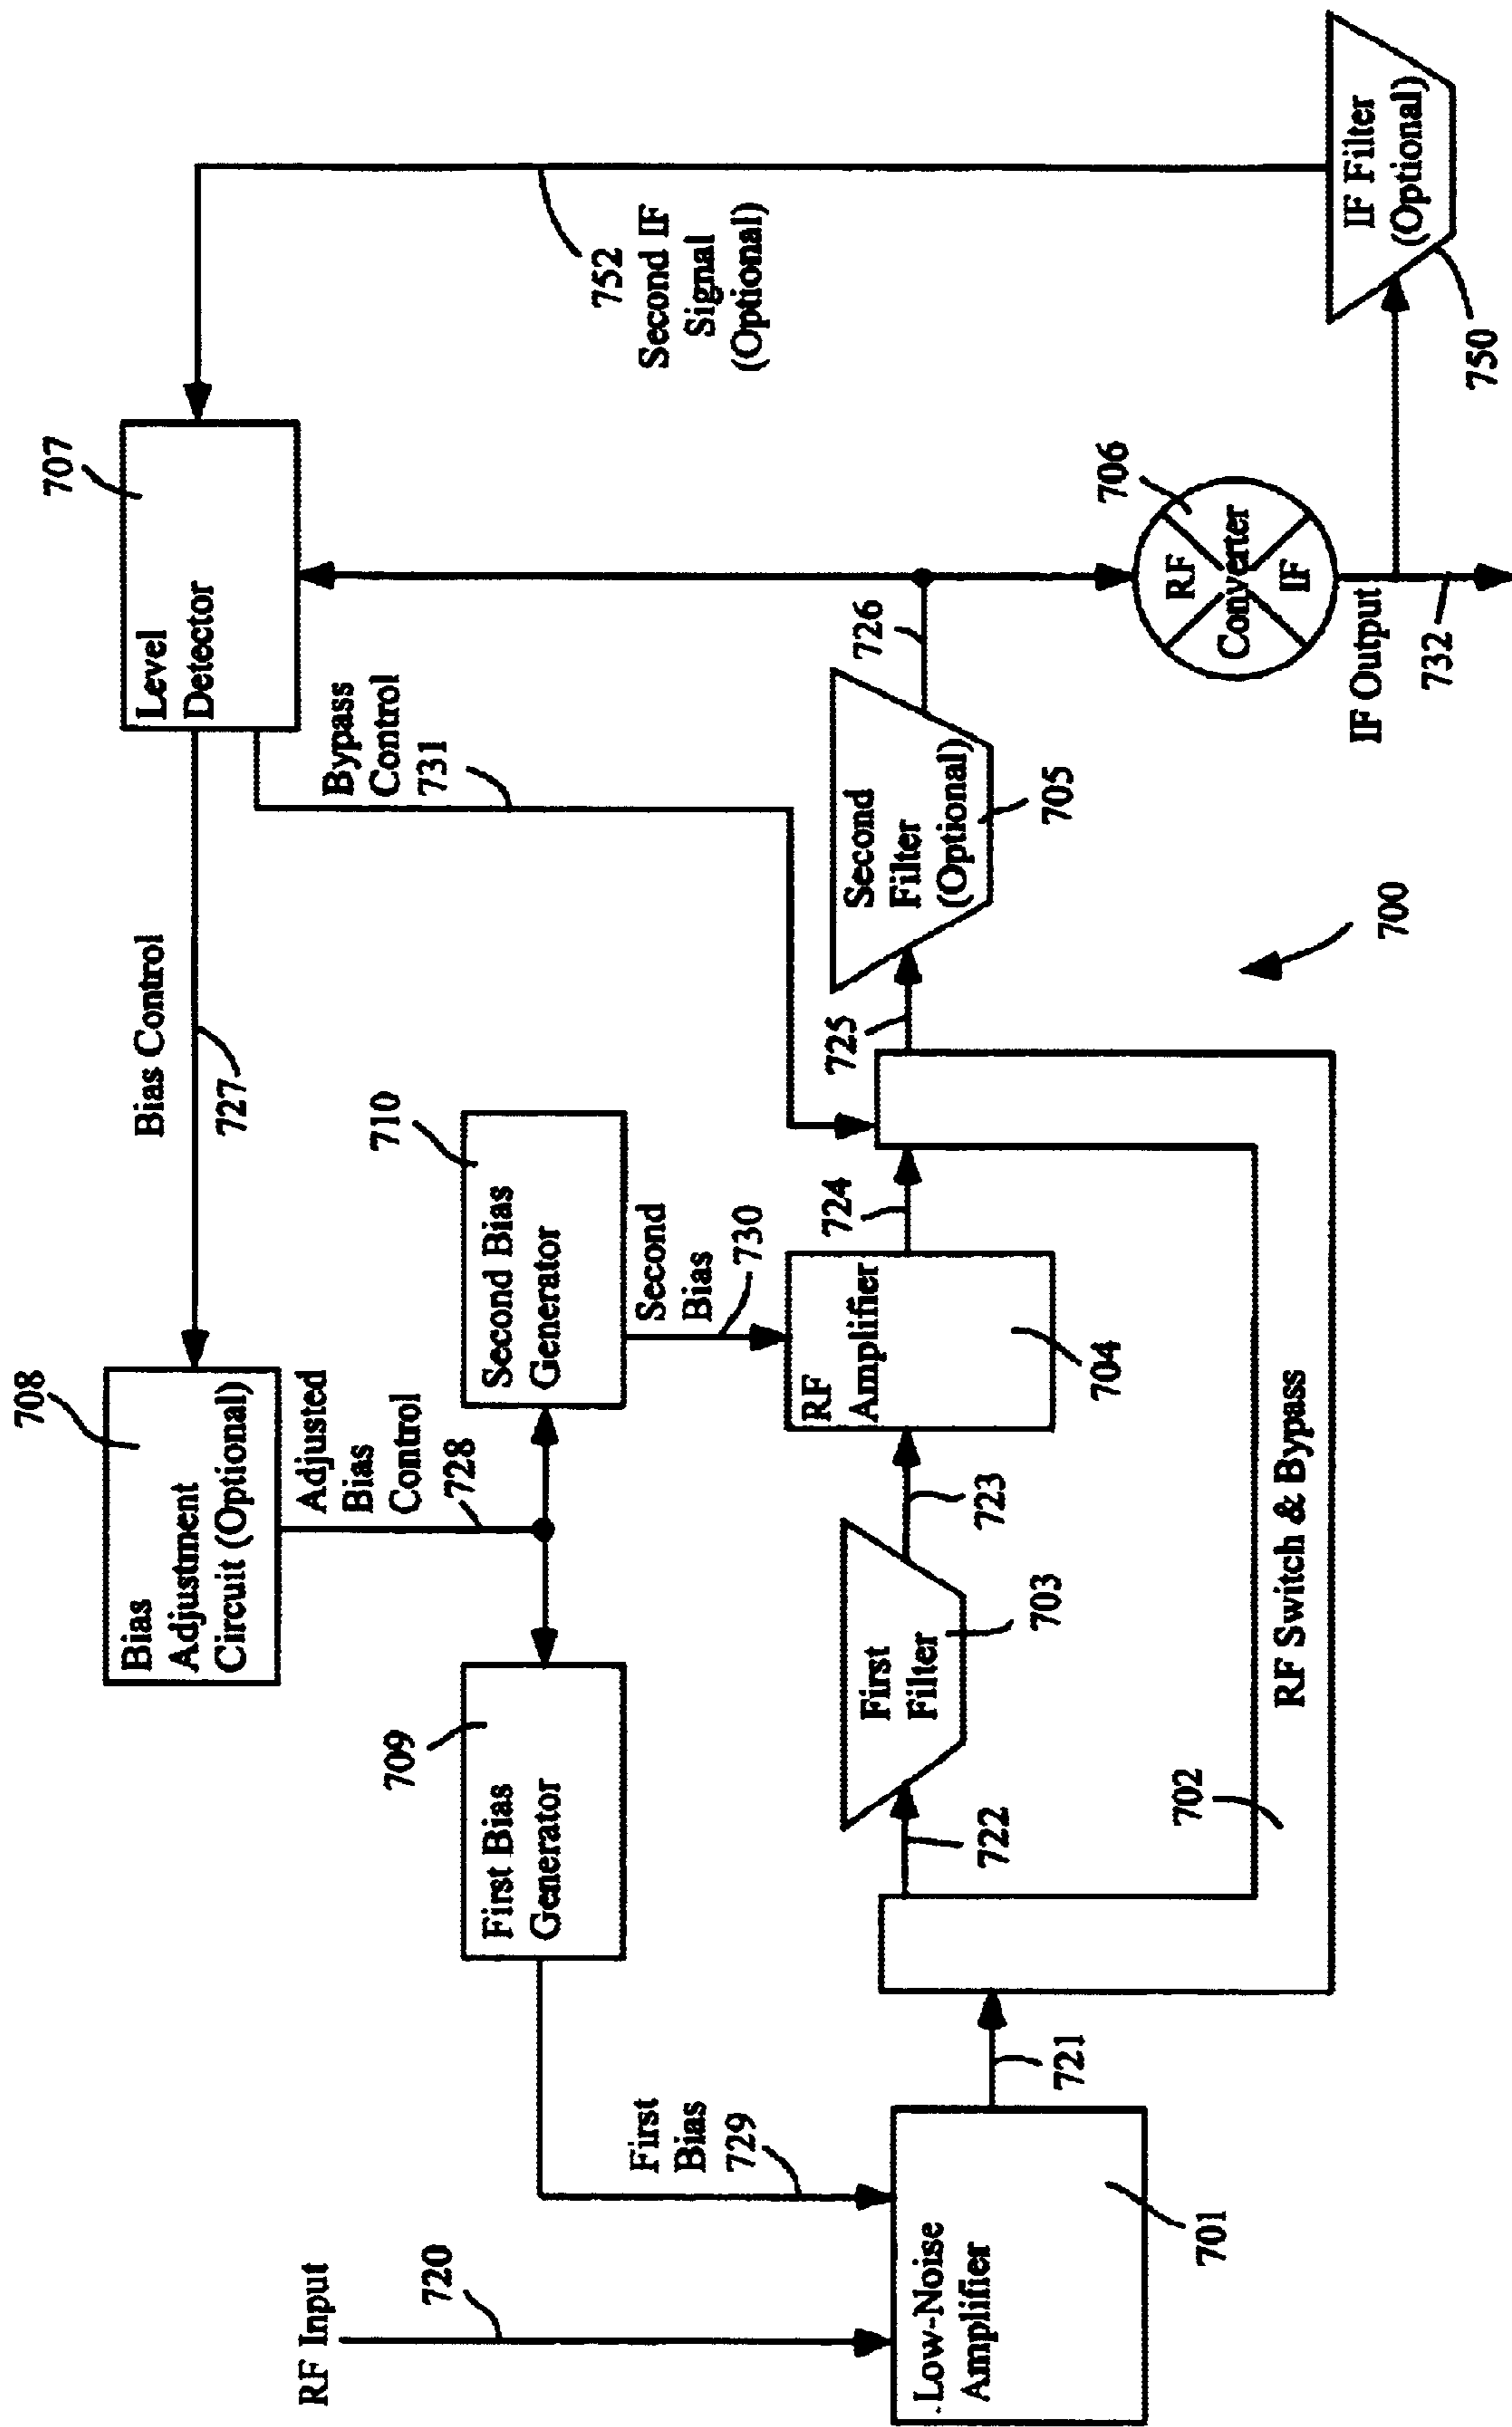 RF Input
720
.Low-Noise
Amplifier
701
721
First
Bias
729
First Bias
Generator
709
Bias
Adjustment
Circuit (Optional)
708
Adjusted
Bias
Control
728
Bias Control
727
Second Bias
Generator
710
Second
Bias
730
722
First
Filter
703
723
RF
Amplifier
704
724
702
RF Switch & Bypass
725
Level
Detector
707
Bypass
Control
731
Second
Filter
(Optional)
705
726
700
RF
Converter
IF
706
IF Output
732
752
Second IF
Signal
(Optional)
IF Filter
(Optional)
750